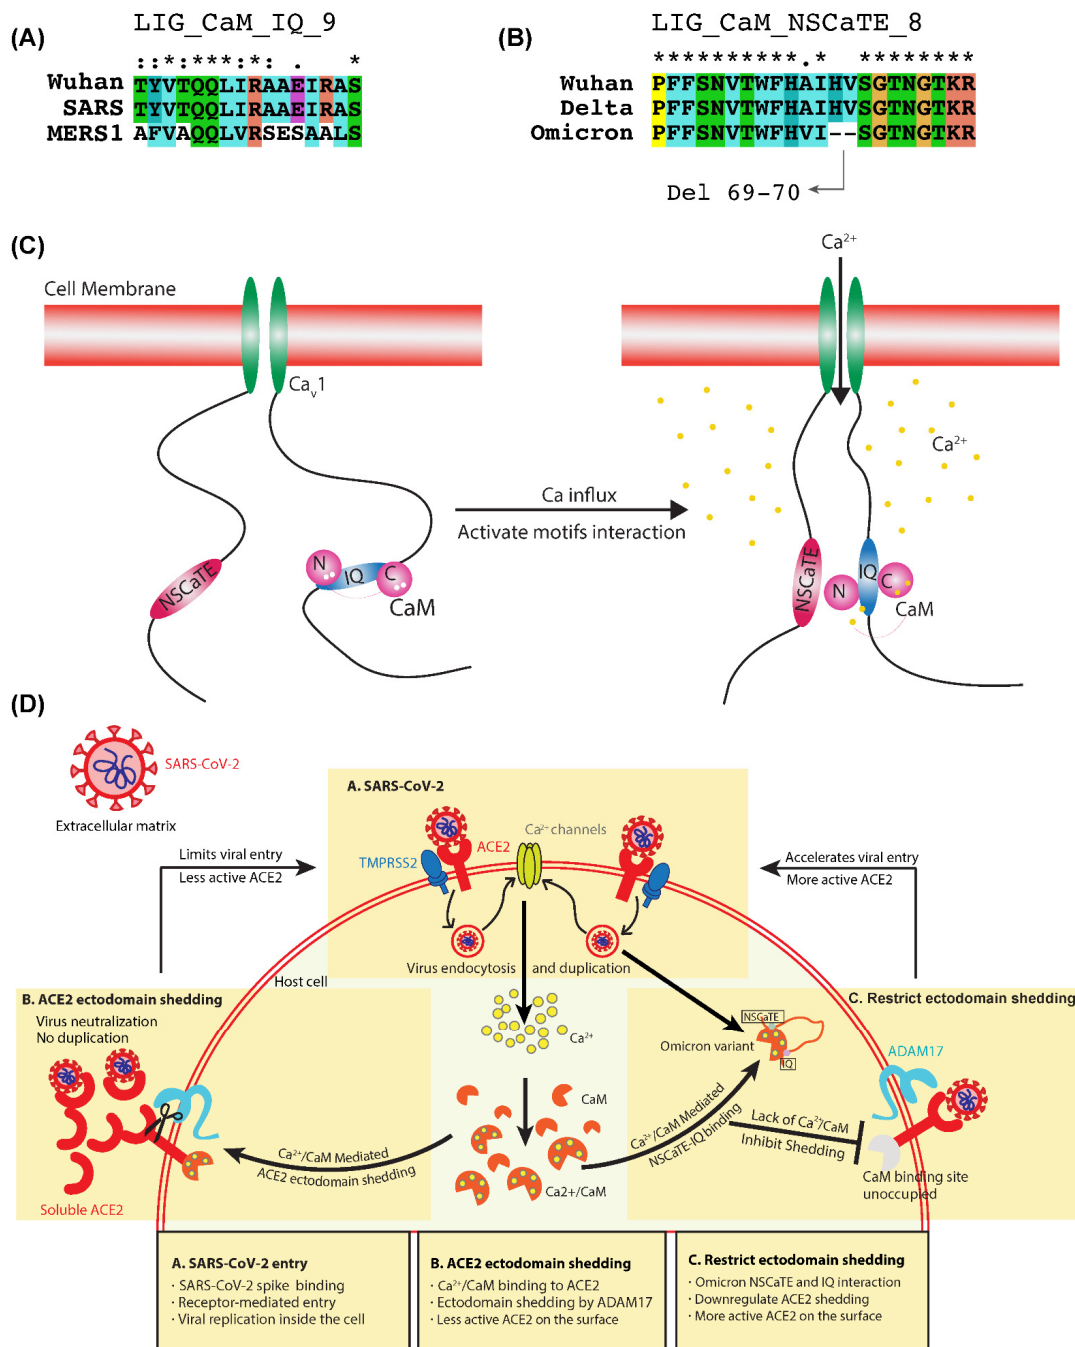 (A)
LIG_CaM_IQ_9
:: * *** :*: . *
Wuhan TYVTQQLIRAAEIRAS
SARS TYVTQQLIRAAEIRAS
MERS1 AFVAQQLVRSESAALS
(B)
LIG_CaM_NSCaTE_8
**********.* ********
Wuhan PFFSNVTWFHAIHVSGTNGTKR
Delta PFFSNVTWFHAIHVSGTNGTKR
Omicron PFFSNVTWFHVI--SGTNGTKR
Del 69-70
(C)
Cell Membrane
Cav1
NSCaTE
N
IQ
C
CaM
Ca influx
Activate motifs interaction
Ca2+
Ca2+
NSCaTE
N
IQ
C
CaM
(D)
SARS-CoV-2
Extracellular matrix
A. SARS-CoV-2
Ca2+ channels
ACE2
TMPRSS2
Limits viral entry
Less active ACE2
Accelerates viral entry
More active ACE2
Virus endocytosis and duplication
Host cell
B. ACE2 ectodomain shedding
Virus neutralization
No duplication
Soluble ACE2
Ca2+/CaM Mediated
ACE2 ectodomain shedding
Ca2+
CaM
Ca2+/CaM
Ca2+/CaM Mediated
NSCaTE-IQ binding
C. Restrict ectodomain shedding
NSCaTE
Omicron variant
IQ
ADAM17
Lack of Ca2+/CaM
Inhibit Shedding
CaM binding site
unoccupied
A. SARS-CoV-2 entry
· SARS-CoV-2 spike binding
· Receptor-mediated entry
· Viral replication inside the cell
B. ACE2 ectodomain shedding
· Ca2+/CaM binding to ACE2
· Ectodomain shedding by ADAM17
· Less active ACE2 on the surface
C. Restrict ectodomain shedding
· Omicron NSCaTE and IQ interaction
· Downregulate ACE2 shedding
· More active ACE2 on the surface